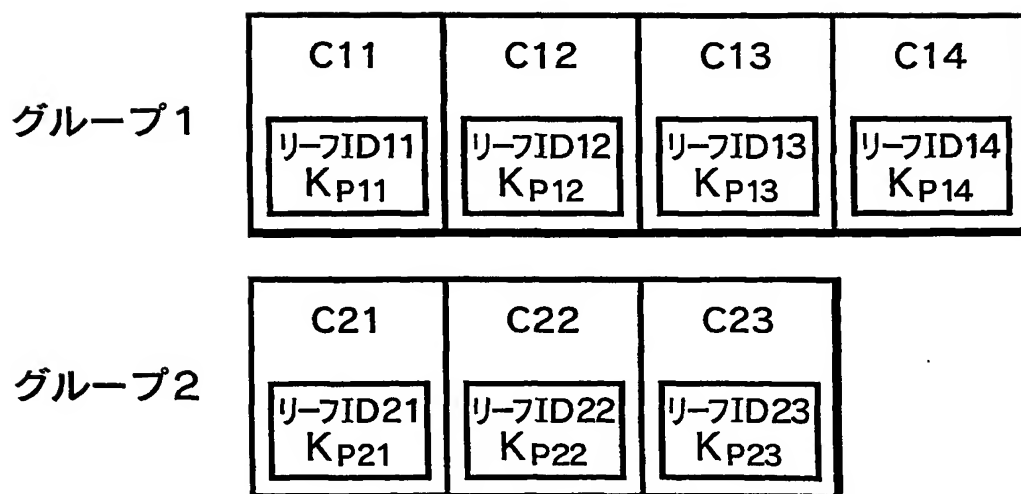 C11 C12 C13 C14
グループ1
リーフID11 リーフID12 リーフID13 リーフID14
KP11 KP12 KP13 KP14
C21 C22 C23
グループ2
リーフID21 リーフID22 リーフID23
KP21 KP22 KP23